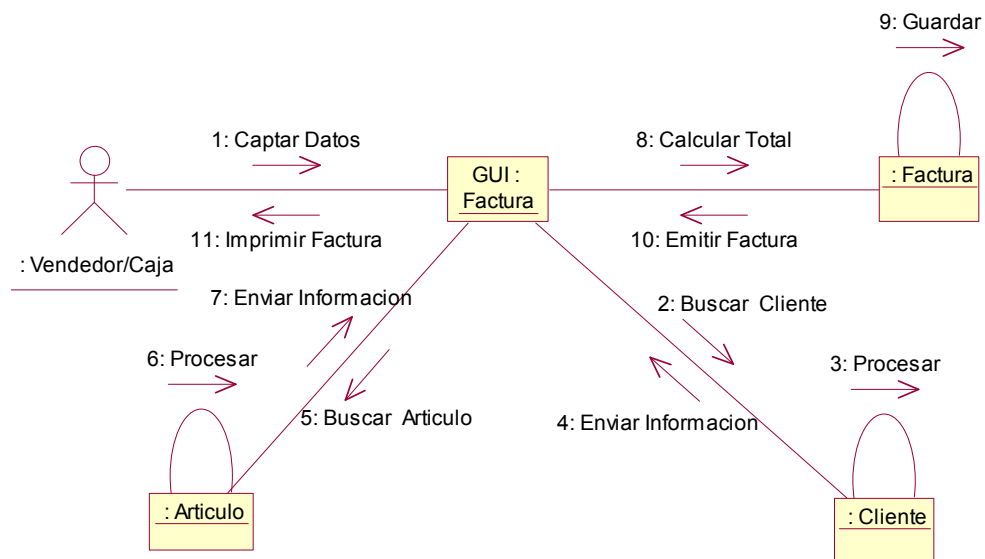 9: Guardar
1: Captar Datos
8: Calcular Total
GUI :
Factura
: Factura
11: Imprimir Factura
10: Emitir Factura
: Vendedor/Caja
7: Enviar Informacion
2: Buscar Cliente
6: Procesar
3: Procesar
5: Buscar Articulo
4: Enviar Informacion
: Articulo
: Cliente